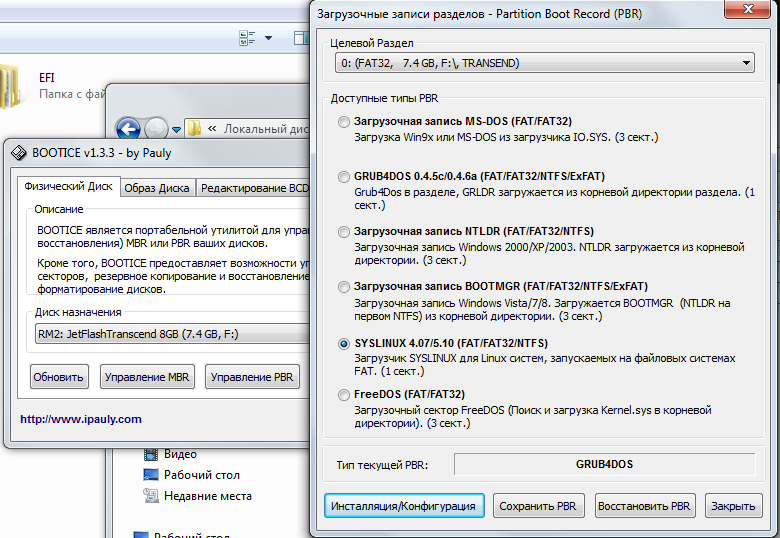 EFI
Папка с фай
Локальный дис
BOOTICE v1.3.3 - by Pauly
Физический Диск
Образ Диска
Редактирование BCD
Описание
BOOTICE является портабельной утилитой для упра
восстановления) MBR или PBR ваших дисков.
Кроме того, BOOTICE предоставляет возможности у
секторов, резервное копирование и восстановление
форматирование дисков.
Диск назначения
RM2: JetFlashTranscend 8GB (7.4 GB, F:)
Обновить
Управление MBR
Управление PBR
http://www.ipauly.com
Видео
Рабочий стол
Недавние места
Рабочий стол
Загрузочные записи разделов - Partition Boot Record (PBR)
Целевой Раздел
0: (FAT32, 7.4 GB, F:\, TRANSEND)
Доступные типы PBR
Загрузочная запись MS-DOS (FAT/FAT32)
Загрузка Win9x или MS-DOS из загрузчика IO.SYS. (3 сект.)
GRUB4DOS 0.4.5c/0.4.6a (FAT/FAT32/NTFS/ExFAT)
Grub4Dos в разделе, GRLDR загружается из корневой директории раздела. (1
сект.)
Загрузочная запись NTLDR (FAT/FAT32/NTFS)
Загрузочная запись Windows 2000/XP/2003. NTLDR загружается из корневой
директории. (3 сект.)
Загрузочная запись BOOTMGR (FAT/FAT32/NTFS/ExFAT)
Загрузочная запись Windows Vista/7/8. Загружается BOOTMGR (NTLDR на
первом NTFS) из корневой директории. (3 сект.)
SYSLINUX 4.07/5.10 (FAT/FAT32/NTFS)
Загрузчик SYSLINUX для Linux систем, запускаемых на файловых системах
FAT. (1 сект.)
FreeDOS (FAT/FAT32)
Загрузочный сектор FreeDOS (Поиск и загрузка Kernel.sys в корневой
директории). (3 сект.)
Тип текущей PBR:
GRUB4DOS
Инсталляция/Конфигурация
Сохранить PBR
Восстановить PBR
Закрыть